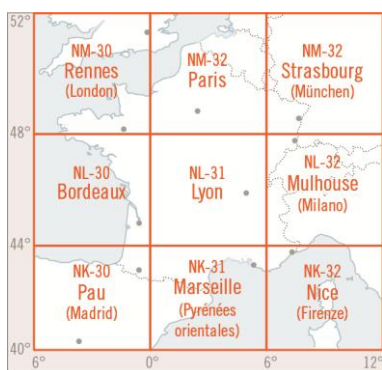 52°
NM-30
Rennes
(London)
NM-32
Paris
NM-32
Strasbourg
(München)
48°
NL-30
Bordeaux
NL-31
Lyon
NL-32
Mulhouse
(Milano)
44°
NK-30
Pau
(Madrid)
NK-31
Marseille
(Pyrénées
orientales)
NK-32
Nice
(Firenze)
40°
6°
0°
6°
12°